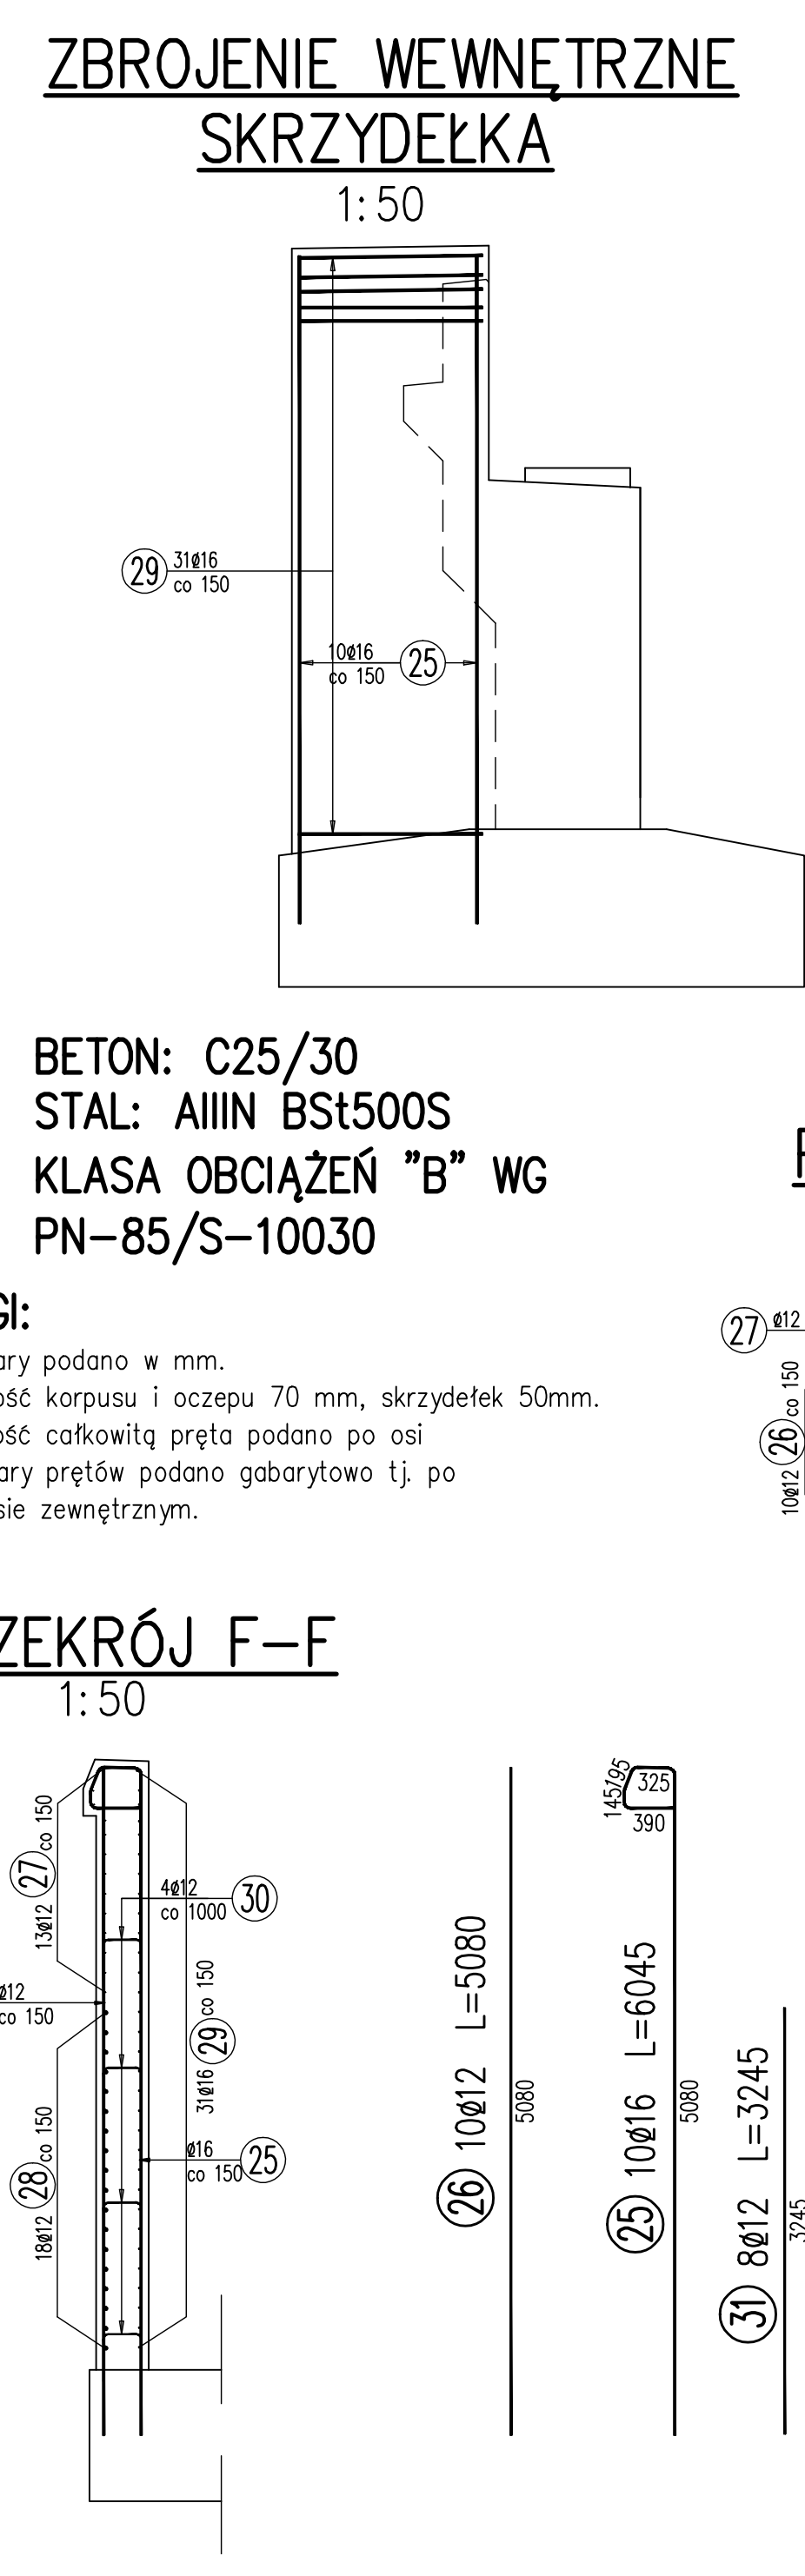 ZBROJENIE WEWNĘTRZNE
SKRZYDEŁKA
1:50
29
31ø16
co 150
10ø16
co 150
25
BETON: C25/30
STAL: AIIIN BSt500S
KLASA OBCIĄŻEŃ "B" WG
PN-85/S-10030
GI:
ary podano w mm.
ość korpusu i oczepu 70 mm, skrzydełek 50mm.
ość całkowitą pręta podano po osi
ary prętów podano gabarytowo tj. po
sie zewnętrznym.
27 ø12
10ø12 26 co 150
ZEKRÓJ F-F
1:50
13ø12 27 co 150
4ø12
co 1000
30
ø12
co 150
31ø16 29 co 150
ø16
co 150
25
18ø12 28 co 150
26 10ø12 L=5080
5080
145
195
325
390
25 10ø16 L=6045
5080
31 8ø12 L=3245
3245